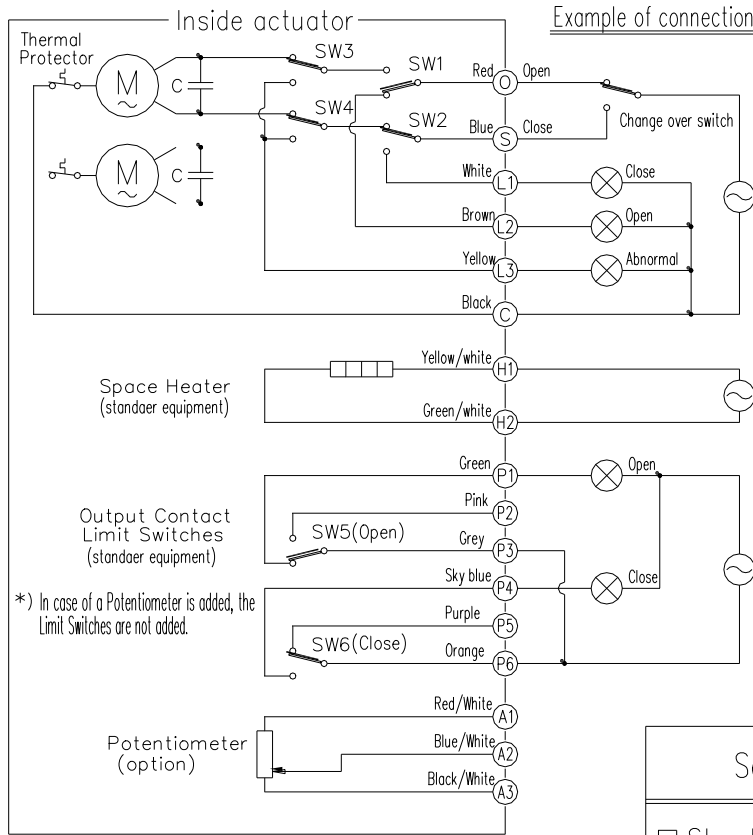 Inside actuator
Example of connection
Thermal
Protector
M
C
SW3
SW1
Red
O
Open
SW4
SW2
Blue
S
Close
Change over switch
M
C
White
L1
Close
Brown
L2
Open
Yellow
L3
Abnormal
Black
C
Yellow/white
H1
Space Heater
(standaer equipment)
Green/white
H2
Green
P1
Open
Pink
P2
Output Contact
Limit Switches
(standaer equipment)
SW5(Open)
Grey
P3
Sky blue
P4
Close
*) In case of a Potentiometer is added, the
Limit Switches are not added.
Purple
P5
SW6(Close)
Orange
P6
Red/White
A1
Potentiometer
(option)
Blue/White
A2
Black/White
A3